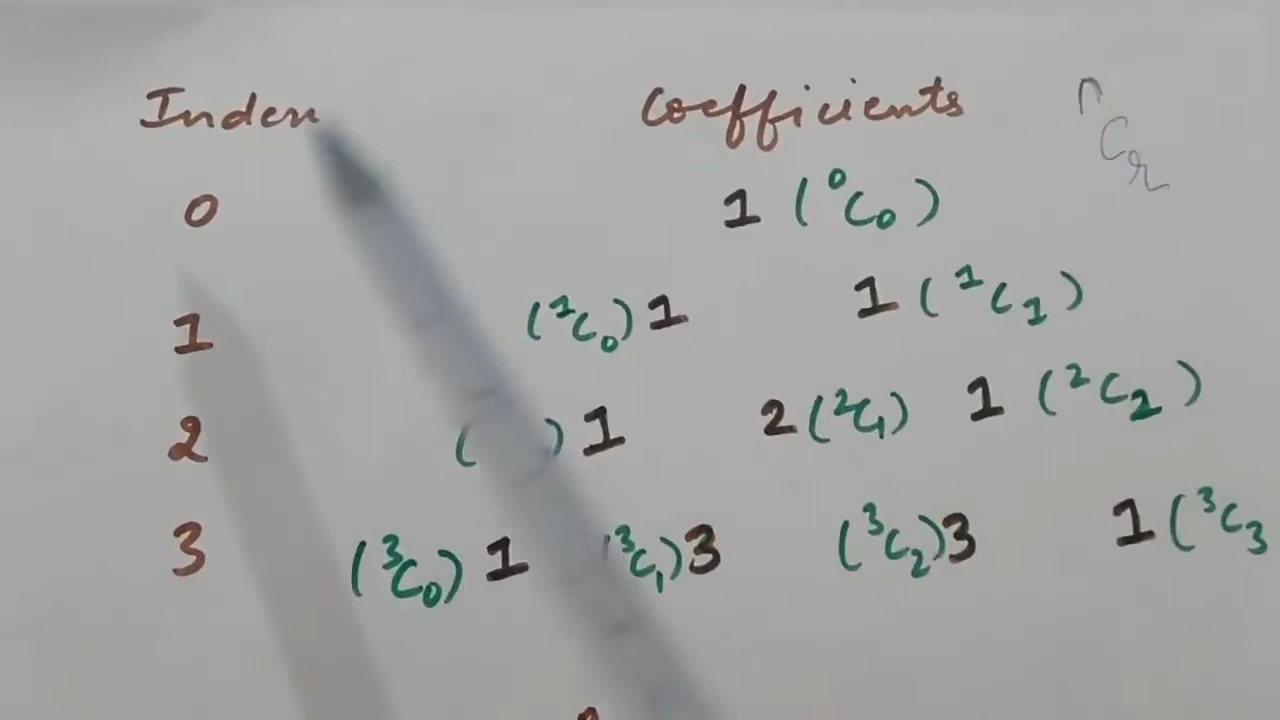 Index Coefficients ⁿCᵣ
0 1 (⁰C₀)
1 (¹C₀) 1 1 (¹C₁)
2 ( ) 1 2 (²C₁) 1 (²C₂)
3 (³C₀) 1 (³C₁) 3 (³C₂) 3 1 (³C₃